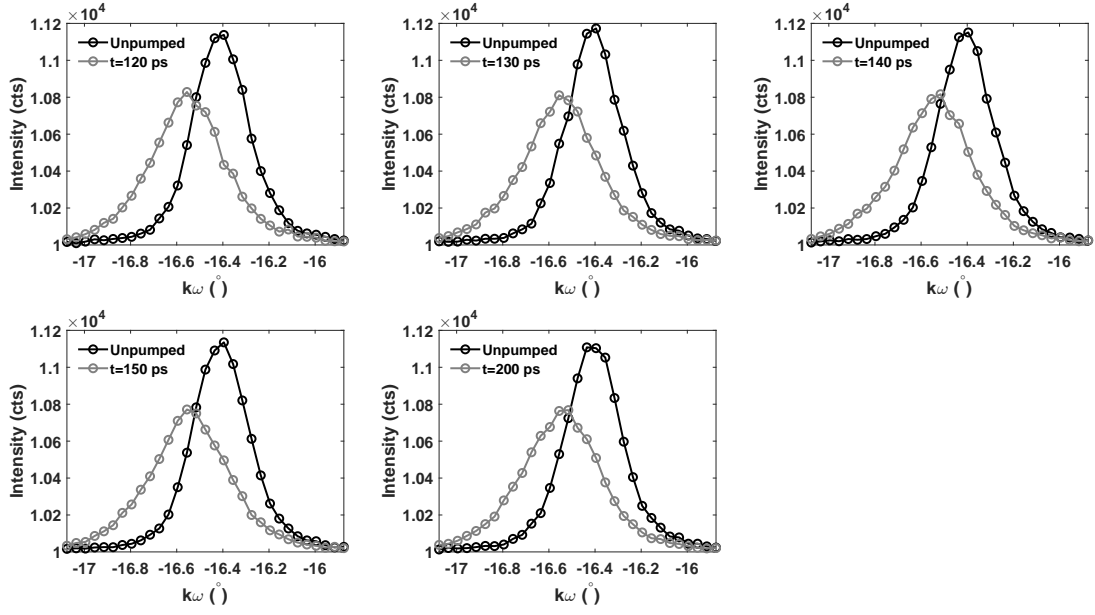 × 10⁴
1.12
1.1
1.08
1.06
1.04
1.02
1
Intensity (cts)
Unpumped
t=120 ps
-17 -16.8 -16.6 -16.4 -16.2 -16
kω (°)
× 10⁴
1.12
1.1
1.08
1.06
1.04
1.02
1
Intensity (cts)
Unpumped
t=130 ps
-17 -16.8 -16.6 -16.4 -16.2 -16
kω (°)
× 10⁴
1.12
1.1
1.08
1.06
1.04
1.02
1
Intensity (cts)
Unpumped
t=140 ps
-17 -16.8 -16.6 -16.4 -16.2 -16
kω (°)
× 10⁴
1.12
1.1
1.08
1.06
1.04
1.02
1
Intensity (cts)
Unpumped
t=150 ps
-17 -16.8 -16.6 -16.4 -16.2 -16
kω (°)
× 10⁴
1.12
1.1
1.08
1.06
1.04
1.02
1
Intensity (cts)
Unpumped
t=200 ps
-17 -16.8 -16.6 -16.4 -16.2 -16
kω (°)